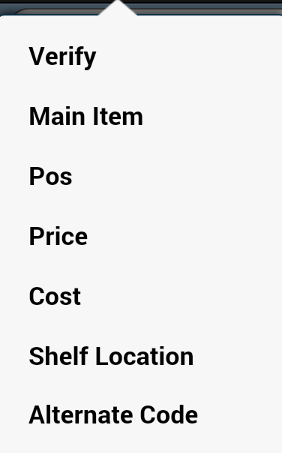 Verify
Main Item
Pos
Price
Cost
Shelf Location
Alternate Code